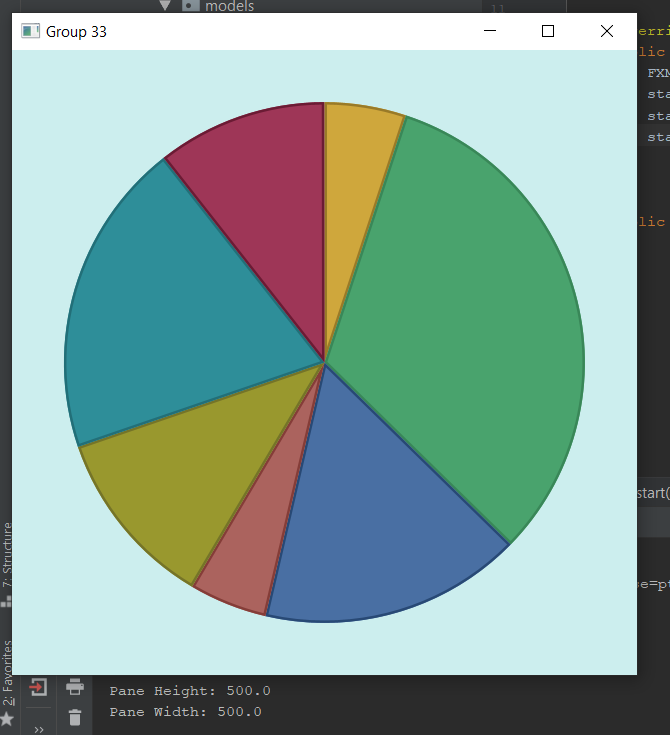 models
11
Group 33
erri
lic
FXM
sta
sta
sta
lic
start(
e=pt
7: Structure
2: Favorites
Pane Height: 500.0
Pane Width: 500.0